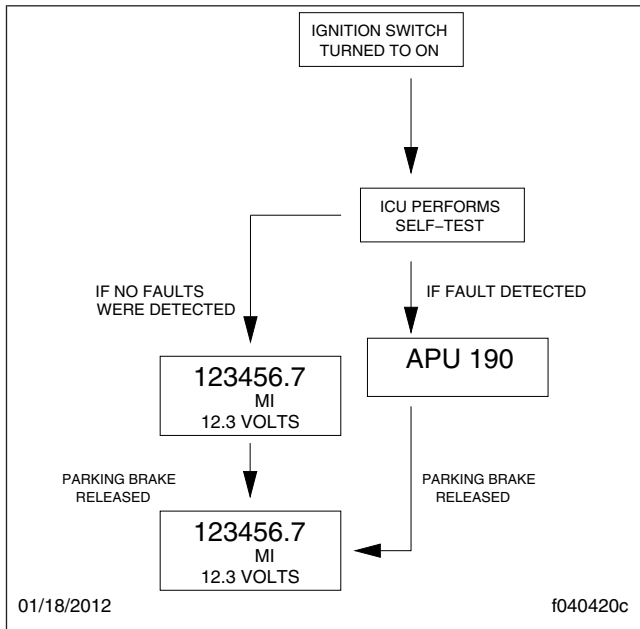 IGNITION SWITCH
TURNED TO ON
ICU PERFORMS
SELF–TEST
IF NO FAULTS
WERE DETECTED
IF FAULT DETECTED
123456.7
MI
12.3 VOLTS
APU 190
PARKING BRAKE
RELEASED
PARKING BRAKE
RELEASED
123456.7
MI
12.3 VOLTS
01/18/2012
f040420c